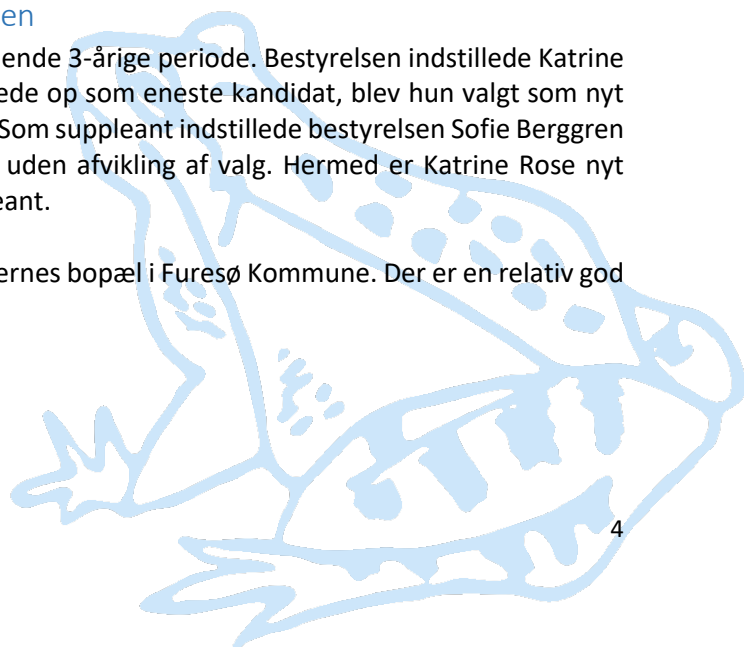 en
ende 3-årige periode. Bestyrelsen indstillede Katrine
ede op som eneste kandidat, blev hun valgt som nyt
Som suppleant indstillede bestyrelsen Sofie Berggren
uden afvikling af valg. Hermed er Katrine Rose nyt
eant.
ernes bopæl i Furesø Kommune. Der er en relativ god
4